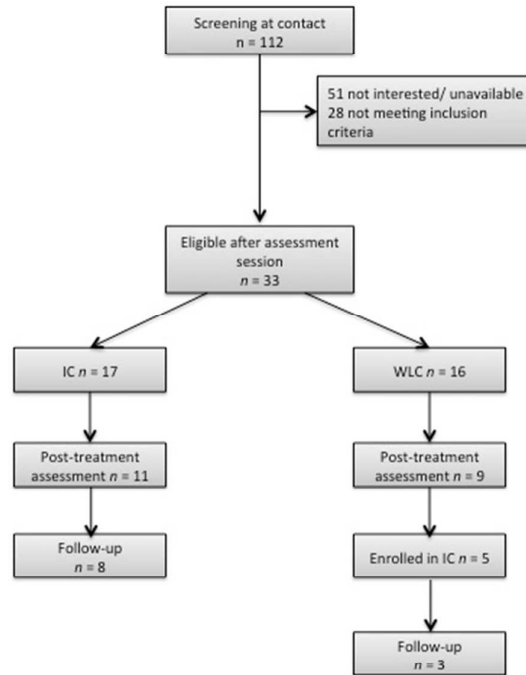 Screening at contact
n = 112
51 not interested/ unavailable
28 not meeting inclusion
criteria
Eligible after assessment
session
n = 33
IC n = 17
WLC n = 16
Post-treatment
assessment n = 11
Post-treatment
assessment n = 9
Follow-up
n = 8
Enrolled in IC n = 5
Follow-up
n = 3